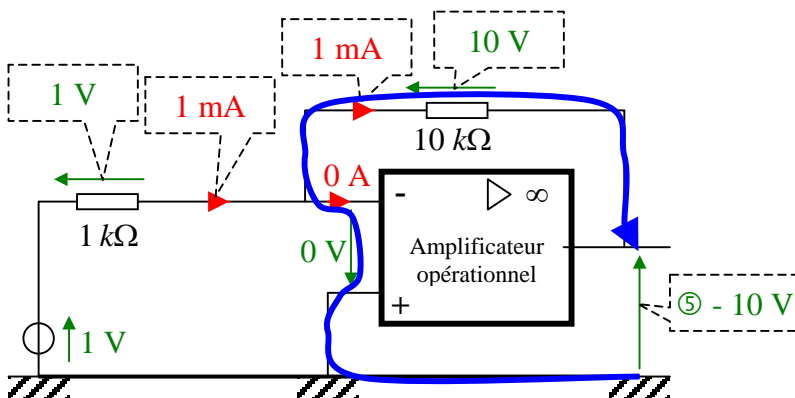 1 mA
10 V
1 V
1 mA
10 kΩ
0 A
- ▷ ∞
1 kΩ
0 V
Amplificateur
opérationnel
+
⑤ - 10 V
1 V